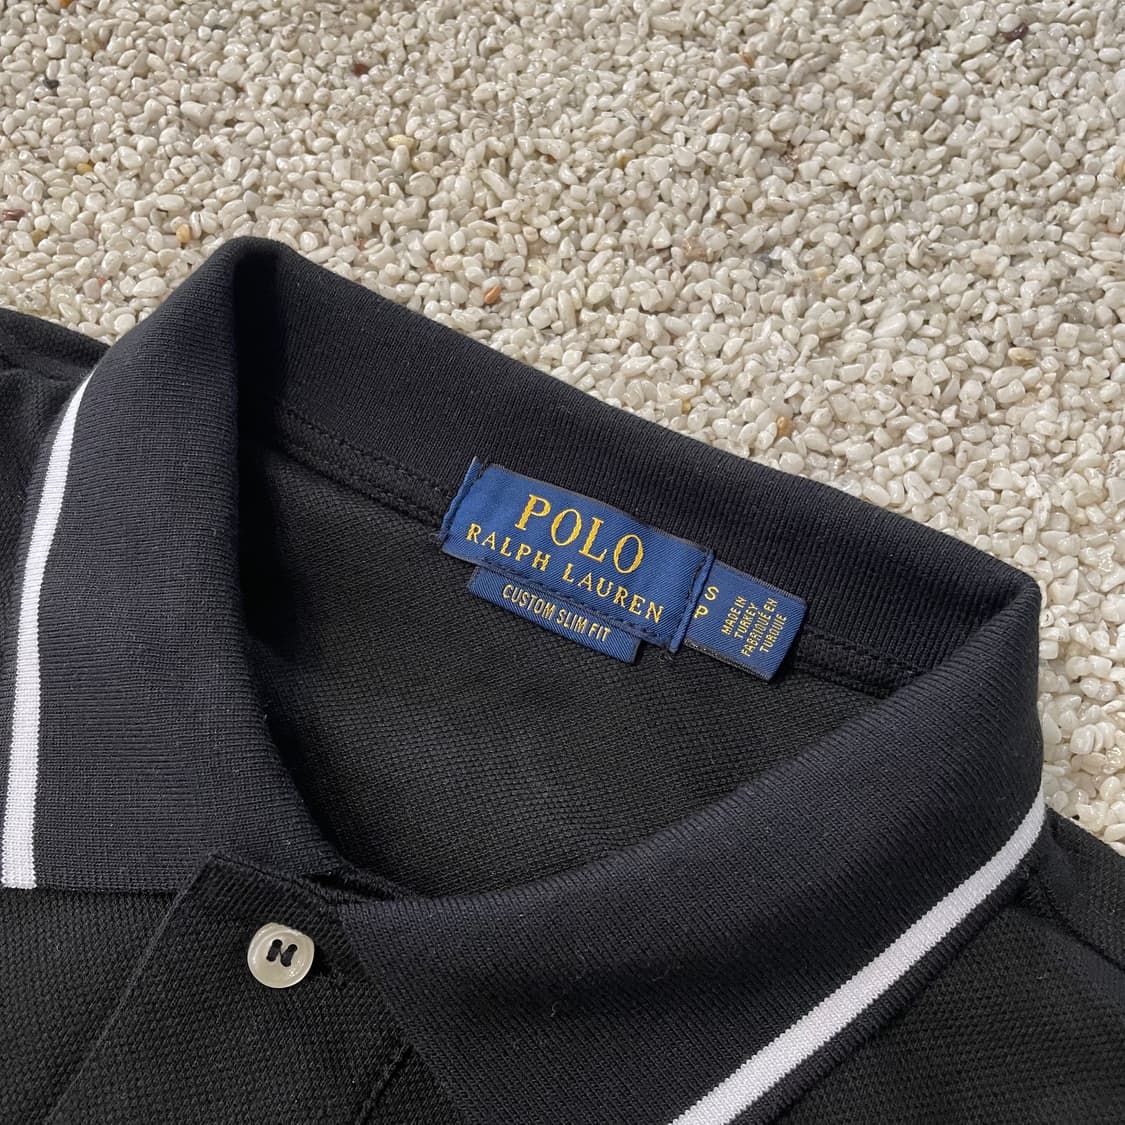 POLO
RALPH LAUREN
CUSTOM SLIM FIT
S
P
MADE IN
TURKEY
FABRIQUÉ EN
TURQUIE